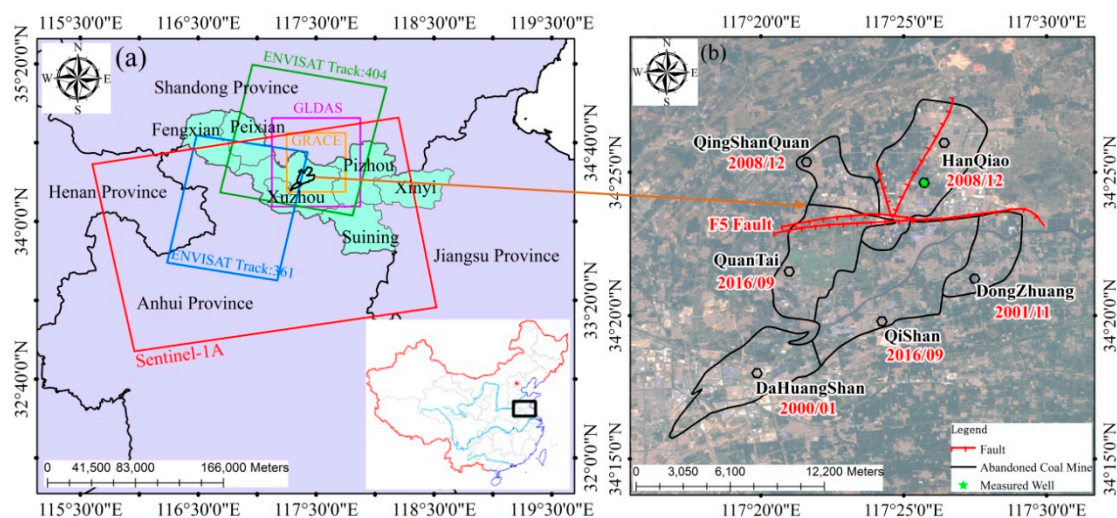 115°30'0"E 116°30'0"E 117°30'0"E 118°30'0"E
117°20'0"E 117°25'0"E 117°30'0"E
35°20'0"N
34°40'0"N
34°0'0"N
33°20'0"N
32°40'0"N
32°0'0"N
N
W E
S
(a)
ENVISAT Track:404
Shandong Province
GLDAS
Fengxian
Peixian
GRACE
Pizhou
Xinyi
Henan Province
Xuzhou
Suining
ENVISAT Track:361
Jiangsu Province
Anhui Province
Sentinel-1A
0 41,500 83,000 166,000 Meters
115°30'0"E 116°30'0"E 117°30'0"E 118°30'0"E
N
W E
S
(b)
QingShanQuan
2008/12
HanQiao
2008/12
F5 Fault
QuanTai
2016/09
DongZhuang
2001/11
QiShan
2016/09
DaHuangShan
2000/01
34°25'0"N
34°20'0"N
34°15'0"N
Legend
Fault
Abandoned Coal Mine
Measured Well
0 3,050 6,100 12,200 Meters
117°20'0"E 117°25'0"E 117°30'0"E